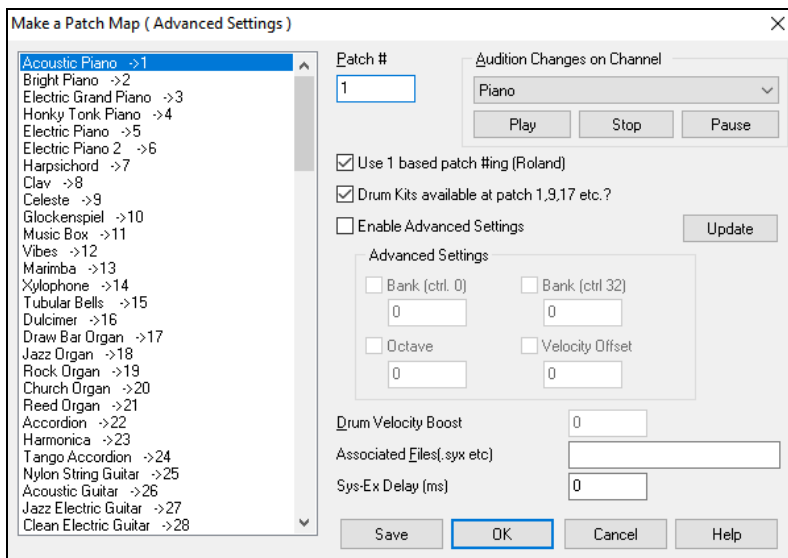 Make a Patch Map ( Advanced Settings )
Acoustic Piano ->1
Bright Piano ->2
Electric Grand Piano ->3
Honky Tonk Piano ->4
Electric Piano ->5
Electric Piano 2 ->6
Harpsichord ->7
Clav ->8
Celeste ->9
Glockenspiel ->10
Music Box ->11
Vibes ->12
Marimba ->13
Xylophone ->14
Tubular Bells ->15
Dulcimer ->16
Draw Bar Organ ->17
Jazz Organ ->18
Rock Organ ->19
Church Organ ->20
Reed Organ ->21
Accordion ->22
Harmonica ->23
Tango Accordion ->24
Nylon String Guitar ->25
Acoustic Guitar ->26
Jazz Electric Guitar ->27
Clean Electric Guitar ->28
Patch #
1
Audition Changes on Channel
Piano
Play Stop Pause
Use 1 based patch #ing (Roland)
Drum Kits available at patch 1,9,17 etc.?
Enable Advanced Settings
Update
Advanced Settings
Bank (ctrl. 0) Bank (ctrl 32)
0 0
Octave Velocity Offset
0 0
Drum Velocity Boost 0
Associated Files(.syx etc)
Sys-Ex Delay (ms) 0
Save OK Cancel Help